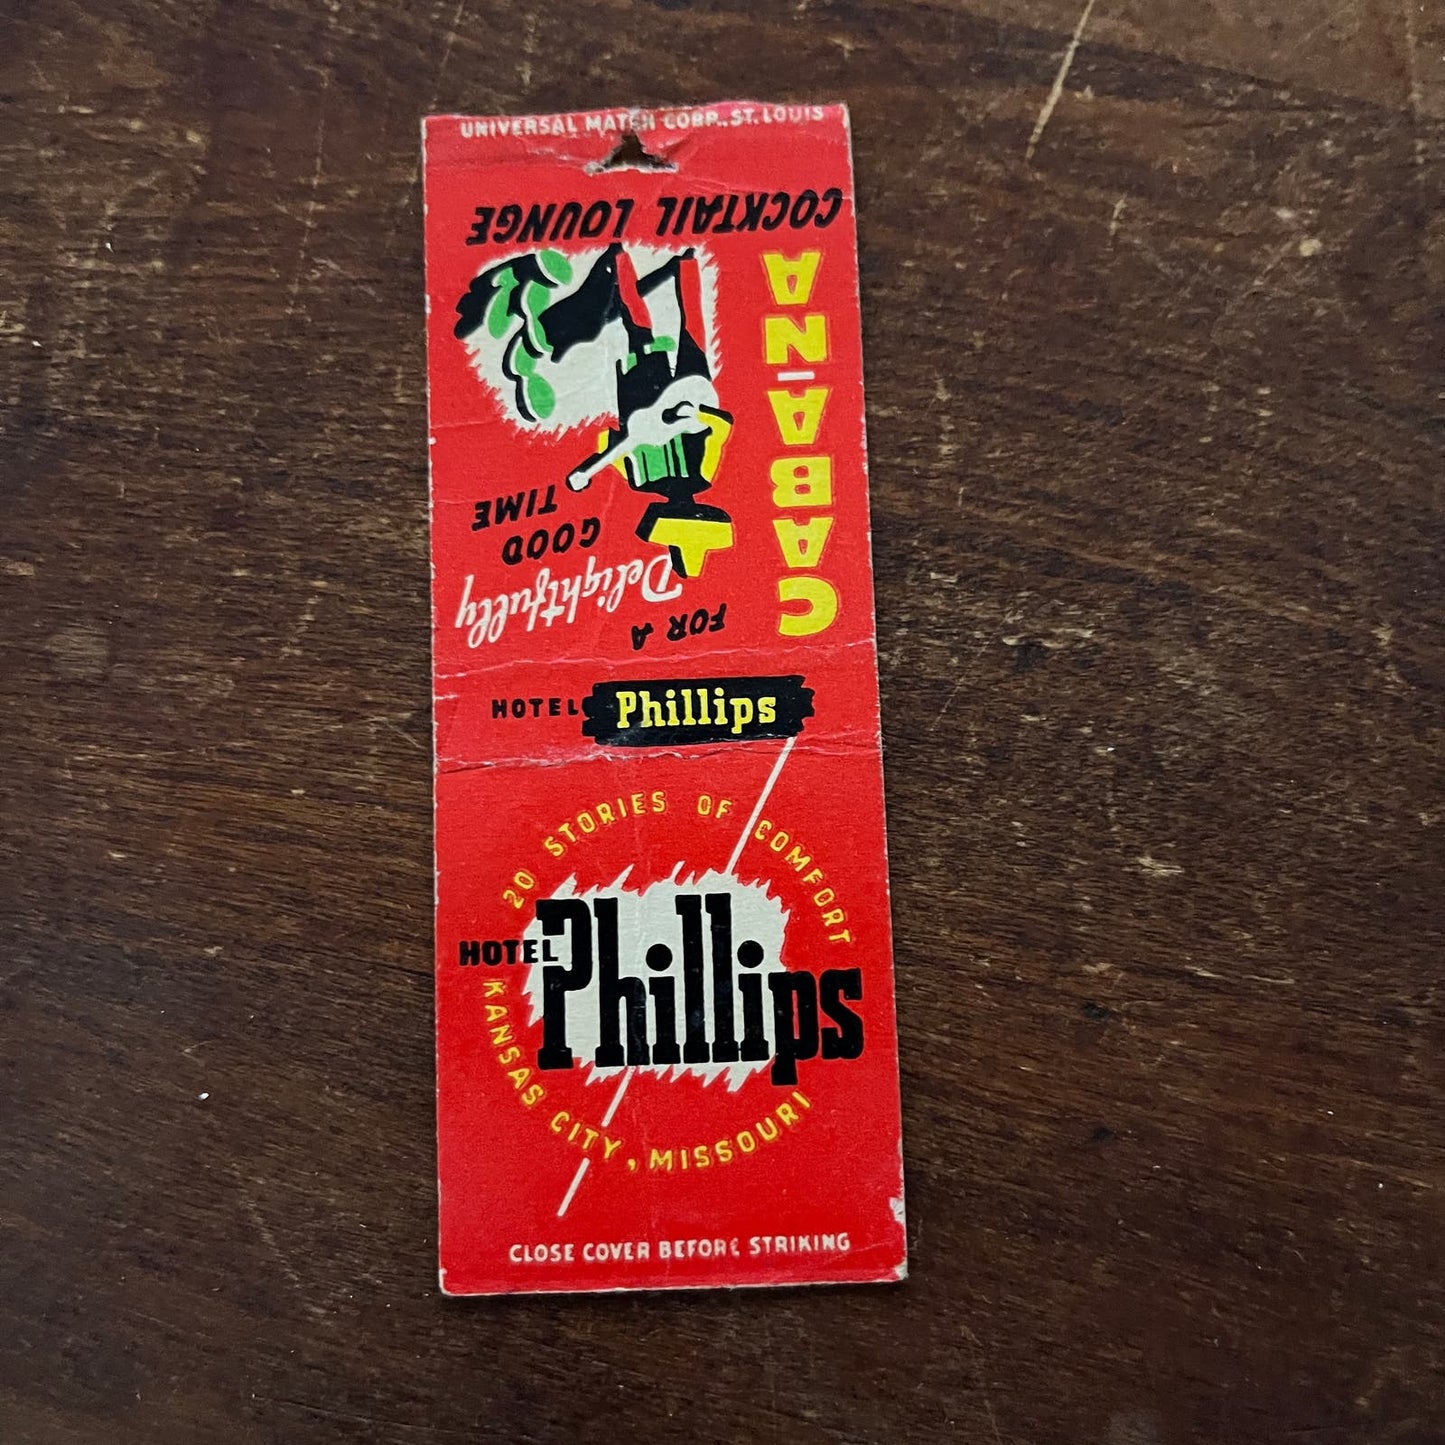 UNIVERSAL MATCH CORP., ST. LOUIS
HOTEL Phillips
20 STORIES OF COMFORT
HOTEL Phillips
KANSAS CITY, MISSOURI
CLOSE COVER BEFORE STRIKING
CABA-NA
FOR A
Delightfully
GOOD
TIME
COCKTAIL LOUNGE